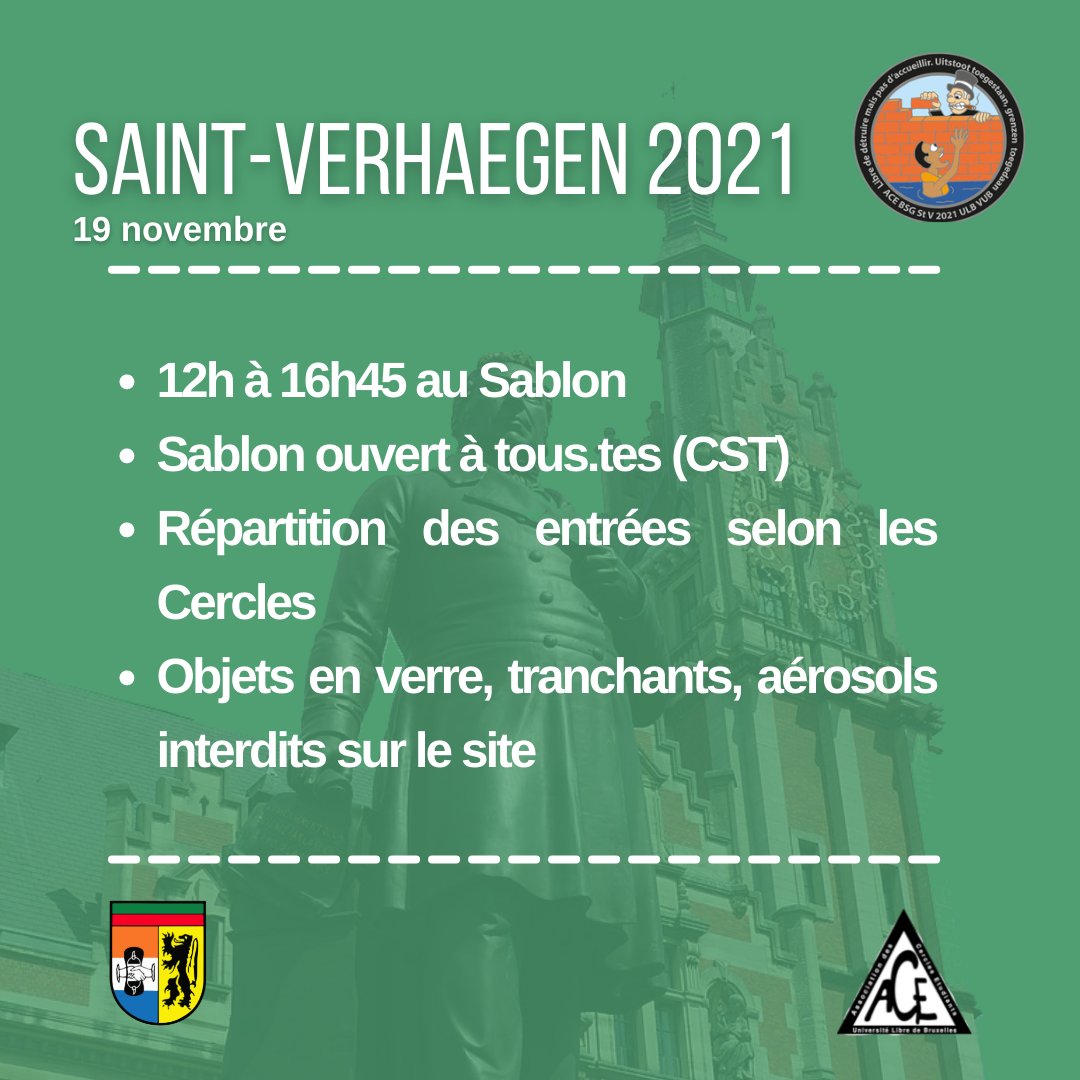 Libre de détruire mais pas d'accueillir. Uitstoot toegestaan, grenzen toegedaan
ACE BSG St V 2021 ULB VUB
SAINT-VERHAEGEN 2021
19 novembre
12h à 16h45 au Sablon
Sablon ouvert à tous.tes (CST)
Répartition des entrées selon les
Cercles
Objets en verre, tranchants, aérosols
interdits sur le site
Association des Cercles Etudiants
ACE
Université Libre de Bruxelles